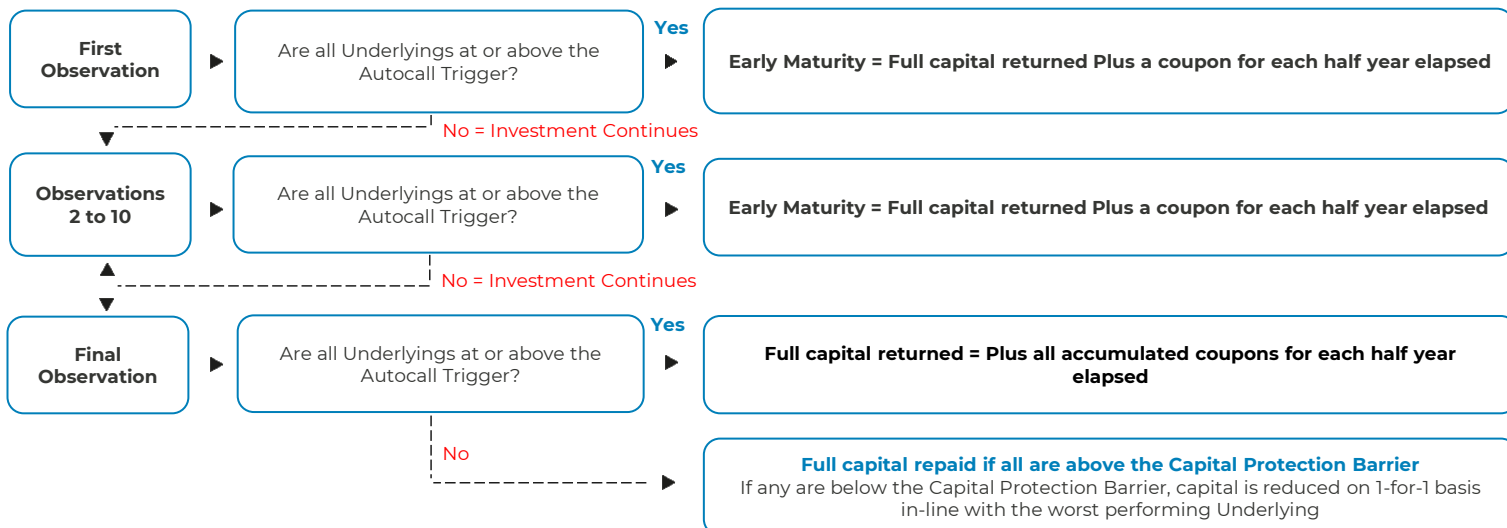 First
Observation
Are all Underlyings at or above the
Autocall Trigger?
Yes
Early Maturity = Full capital returned Plus a coupon for each half year elapsed
No = Investment Continues
Observations
2 to 10
Are all Underlyings at or above the
Autocall Trigger?
Yes
Early Maturity = Full capital returned Plus a coupon for each half year elapsed
No = Investment Continues
Final
Observation
Are all Underlyings at or above the
Autocall Trigger?
Yes
Full capital returned = Plus all accumulated coupons for each half year
elapsed
No
Full capital repaid if all are above the Capital Protection Barrier
If any are below the Capital Protection Barrier, capital is reduced on 1-for-1 basis
in-line with the worst performing Underlying